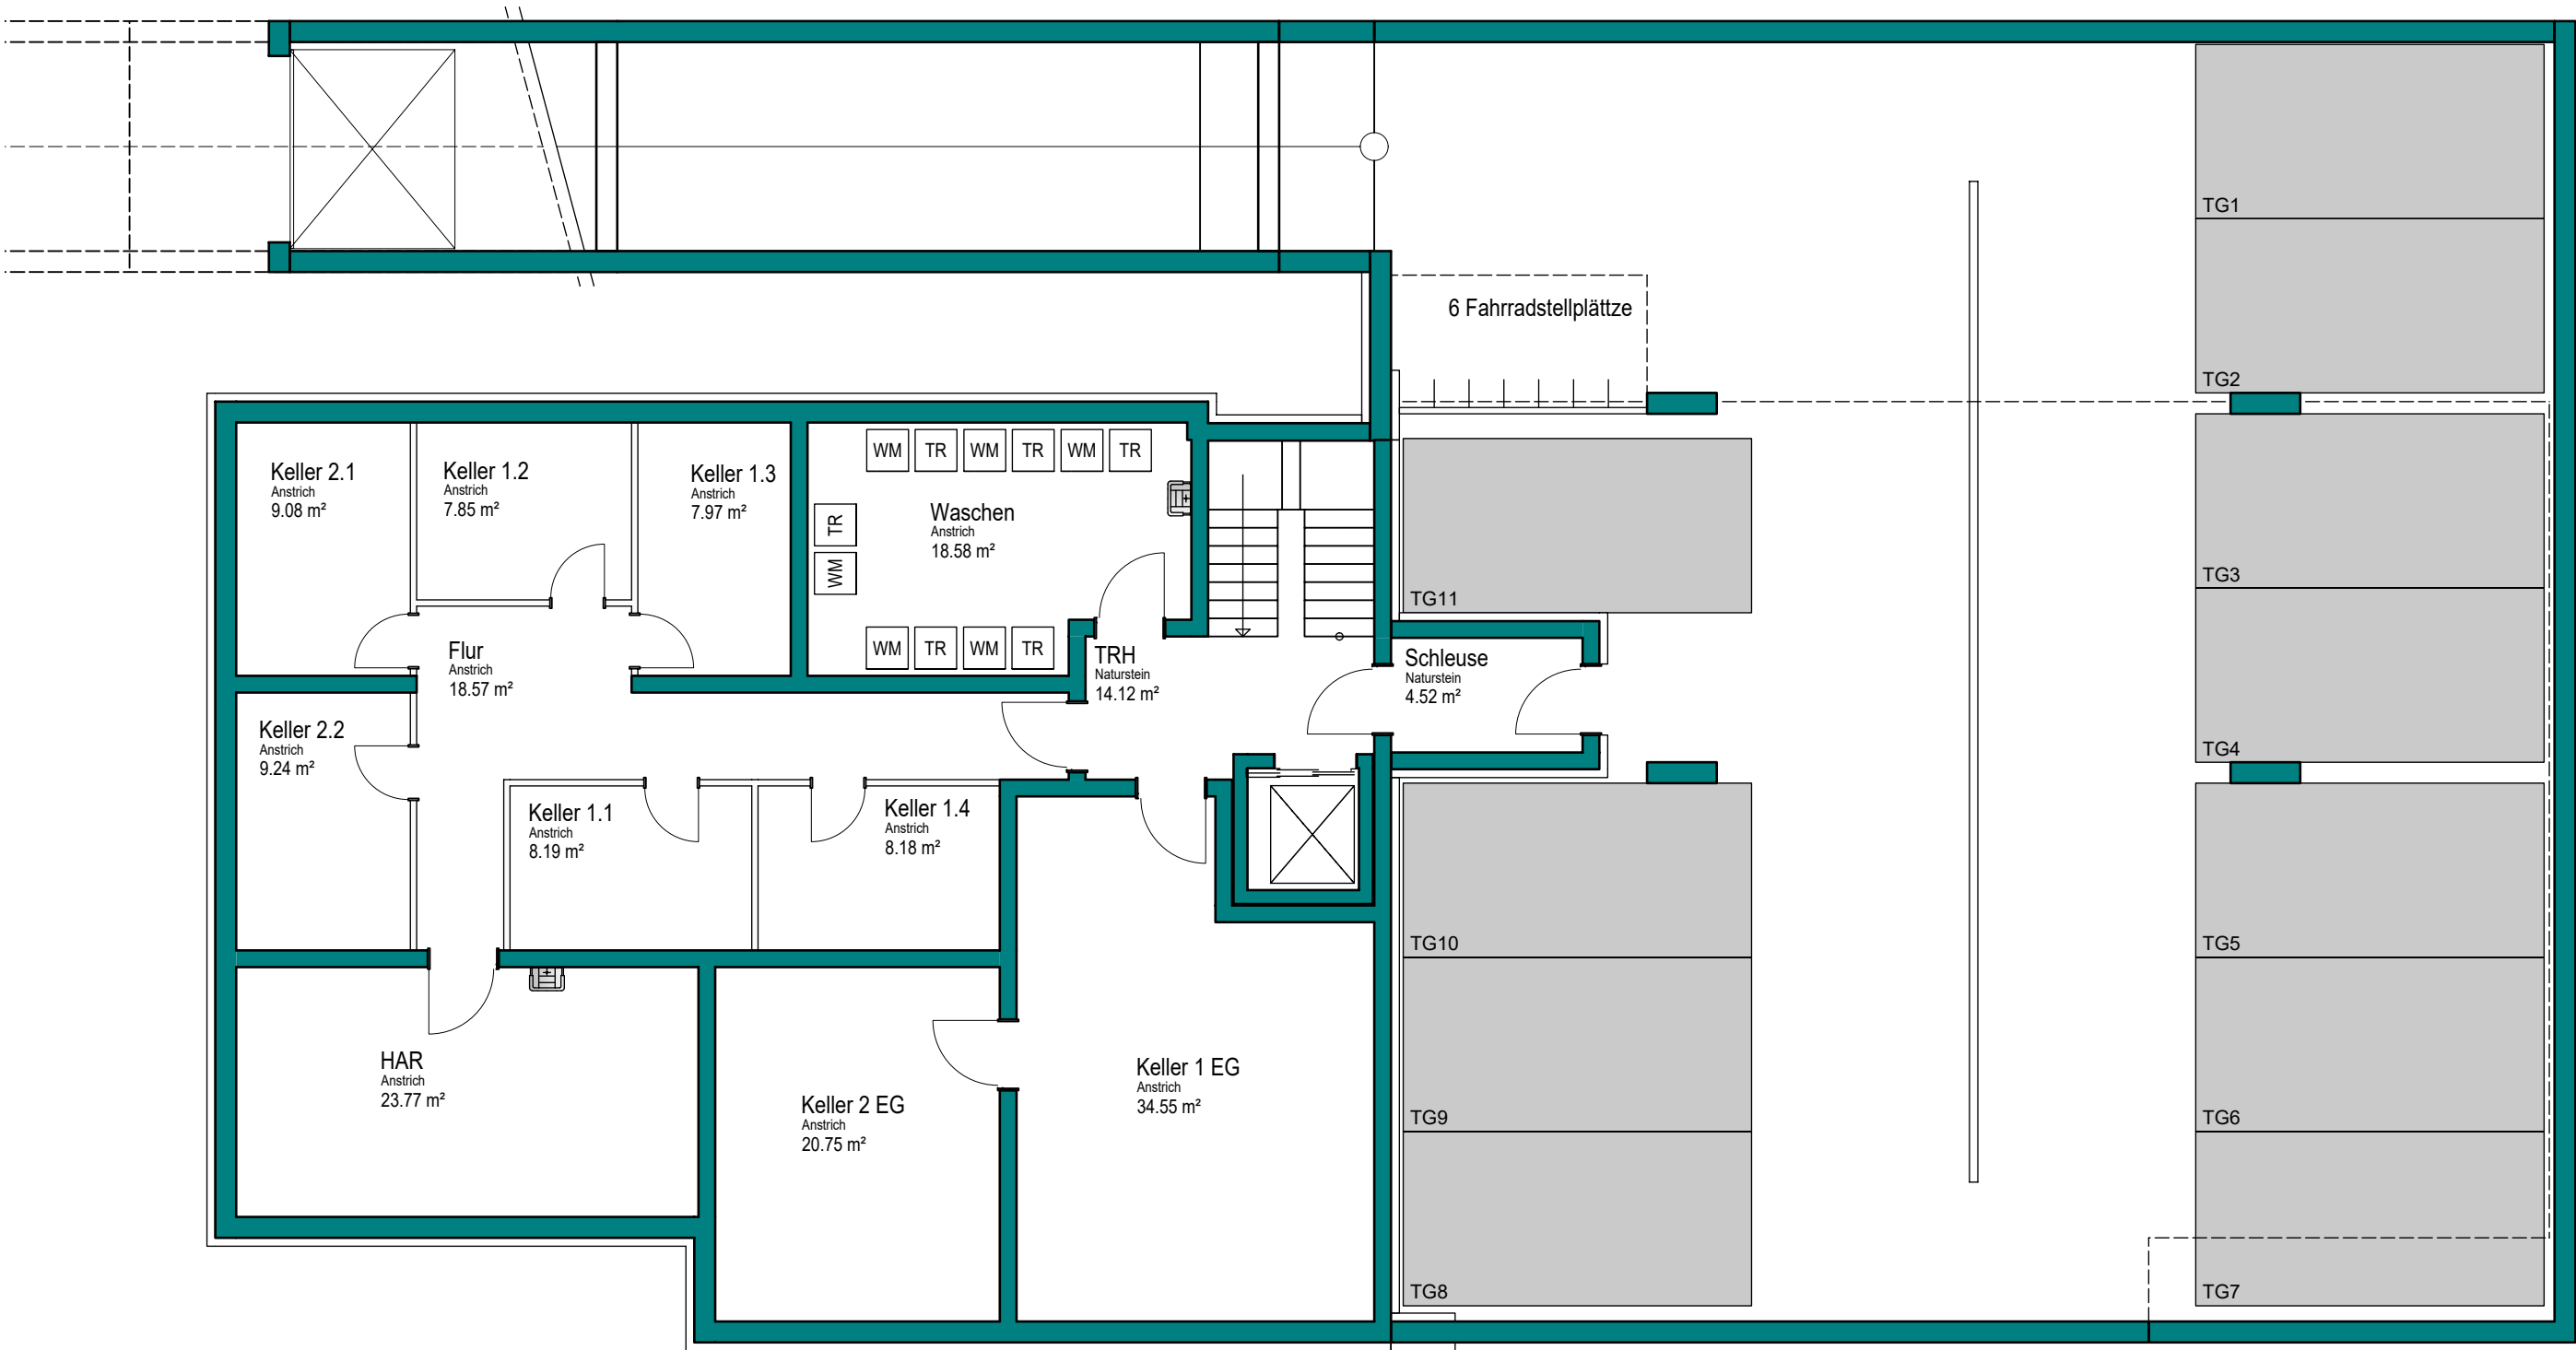 TG1
6 Fahrradstellplättze
TG2
WM TR WM TR WM TR
Keller 2.1
Anstrich
9.08 m²
Keller 1.2
Anstrich
7.85 m²
Keller 1.3
Anstrich
7.97 m²
Waschen
Anstrich
18.58 m²
TR
WM
TG3
TG11
WM TR WM TR
Flur
Anstrich
18.57 m²
TRH
Naturstein
14.12 m²
Schleuse
Naturstein
4.52 m²
Keller 2.2
Anstrich
9.24 m²
TG4
Keller 1.1
Anstrich
8.19 m²
Keller 1.4
Anstrich
8.18 m²
TG10
TG5
HAR
Anstrich
23.77 m²
Keller 2 EG
Anstrich
20.75 m²
Keller 1 EG
Anstrich
34.55 m²
TG9
TG6
TG8
TG7